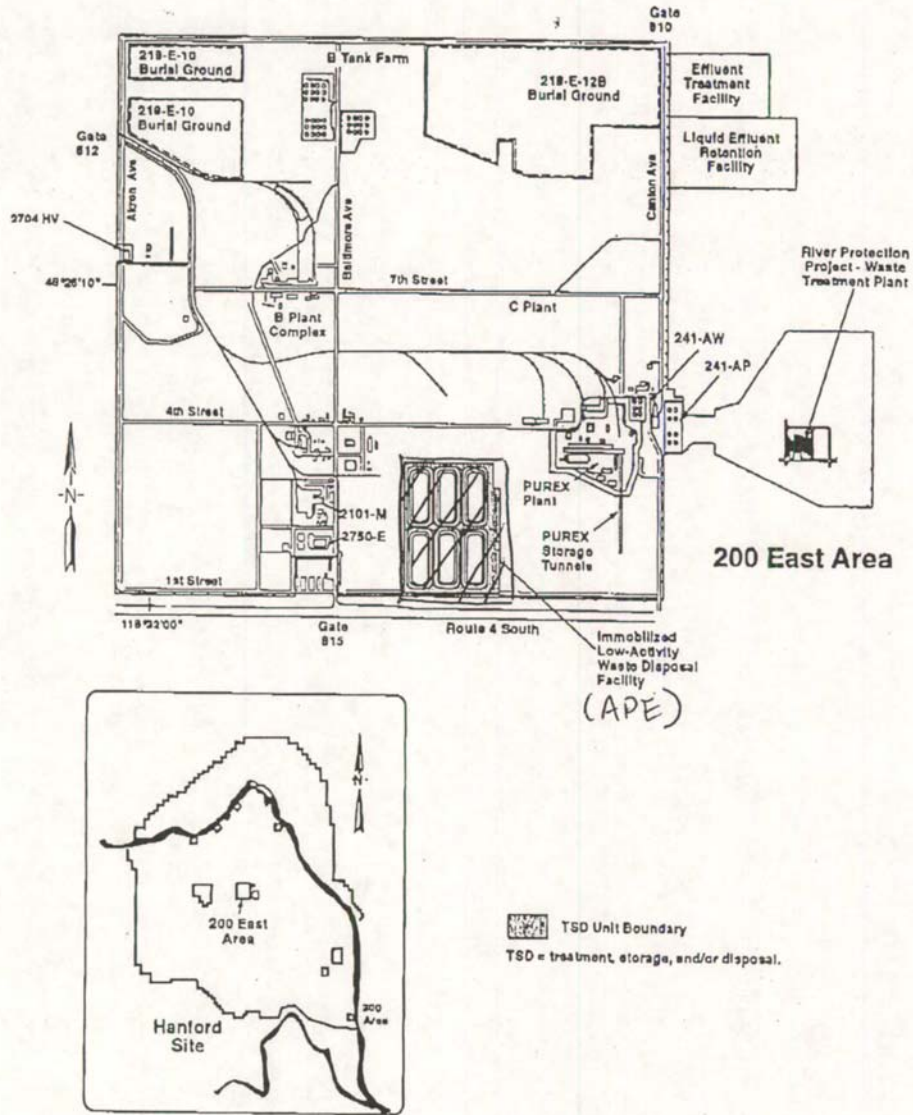 Gate
810
218-E-10
Burial Ground
Tank Farm
218-E-12B
Burial Ground
Effluent
Treatment
Facility
218-E-10
Burial Ground
Liquid Effluent
Retention
Facility
Gate
812
Akron Ave
Baltimore Ave
Canton Ave
2704 HV
46°26'10"
7th Street
River Protection
Project - Waste
Treatment Plant
B Plant
Complex
C Plant
241-AW
241-AP
4th Street
-N-
PUREX
Plant
2101-M
2750-E
PUREX
Storage
Tunnels
200 East Area
1st Street
118°32'00"
Gate
815
Route 4 South
Immobilized
Low-Activity
Waste Disposal
Facility
(APE)
N
200 East
Area
300
Area
Hanford
Site
TSD Unit Boundary
TSD = treatment, storage, and/or disposal.